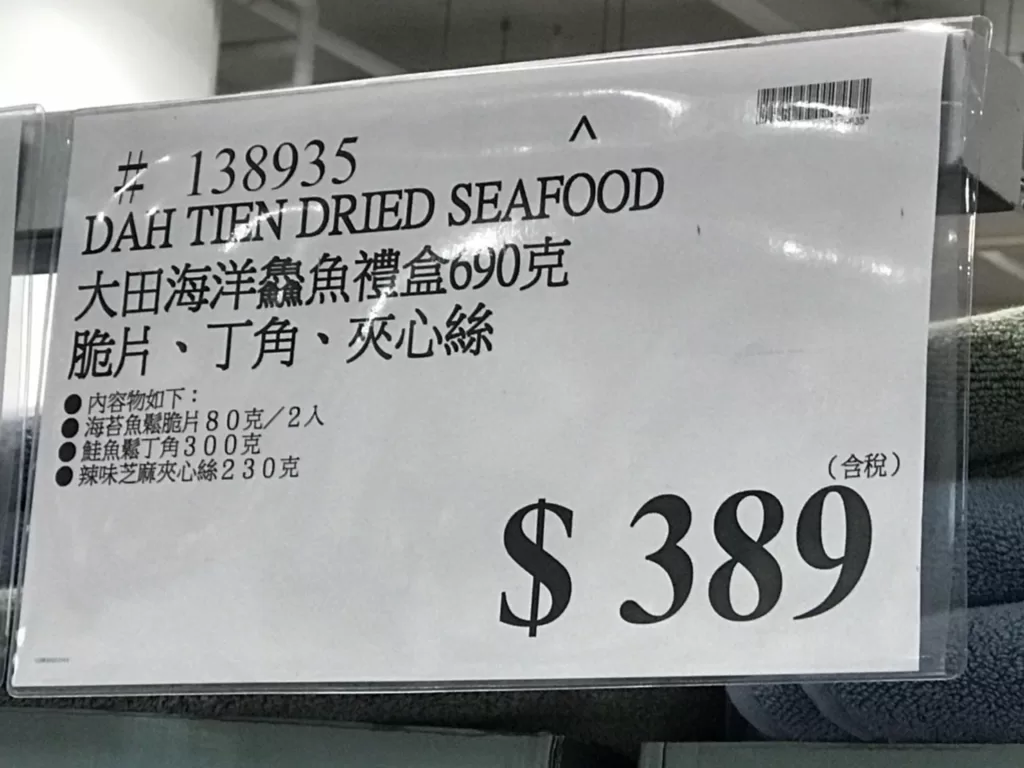 # 138935
^
DAH TIEN DRIED SEAFOOD
大田海洋鱻魚禮盒690克
脆片、丁角、夾心絲
● 內容物如下：
● 海苔魚鬆脆片80克／2入
● 鮭魚鬆丁角300克
● 辣味芝麻夾心絲230克
（含稅）
$ 389